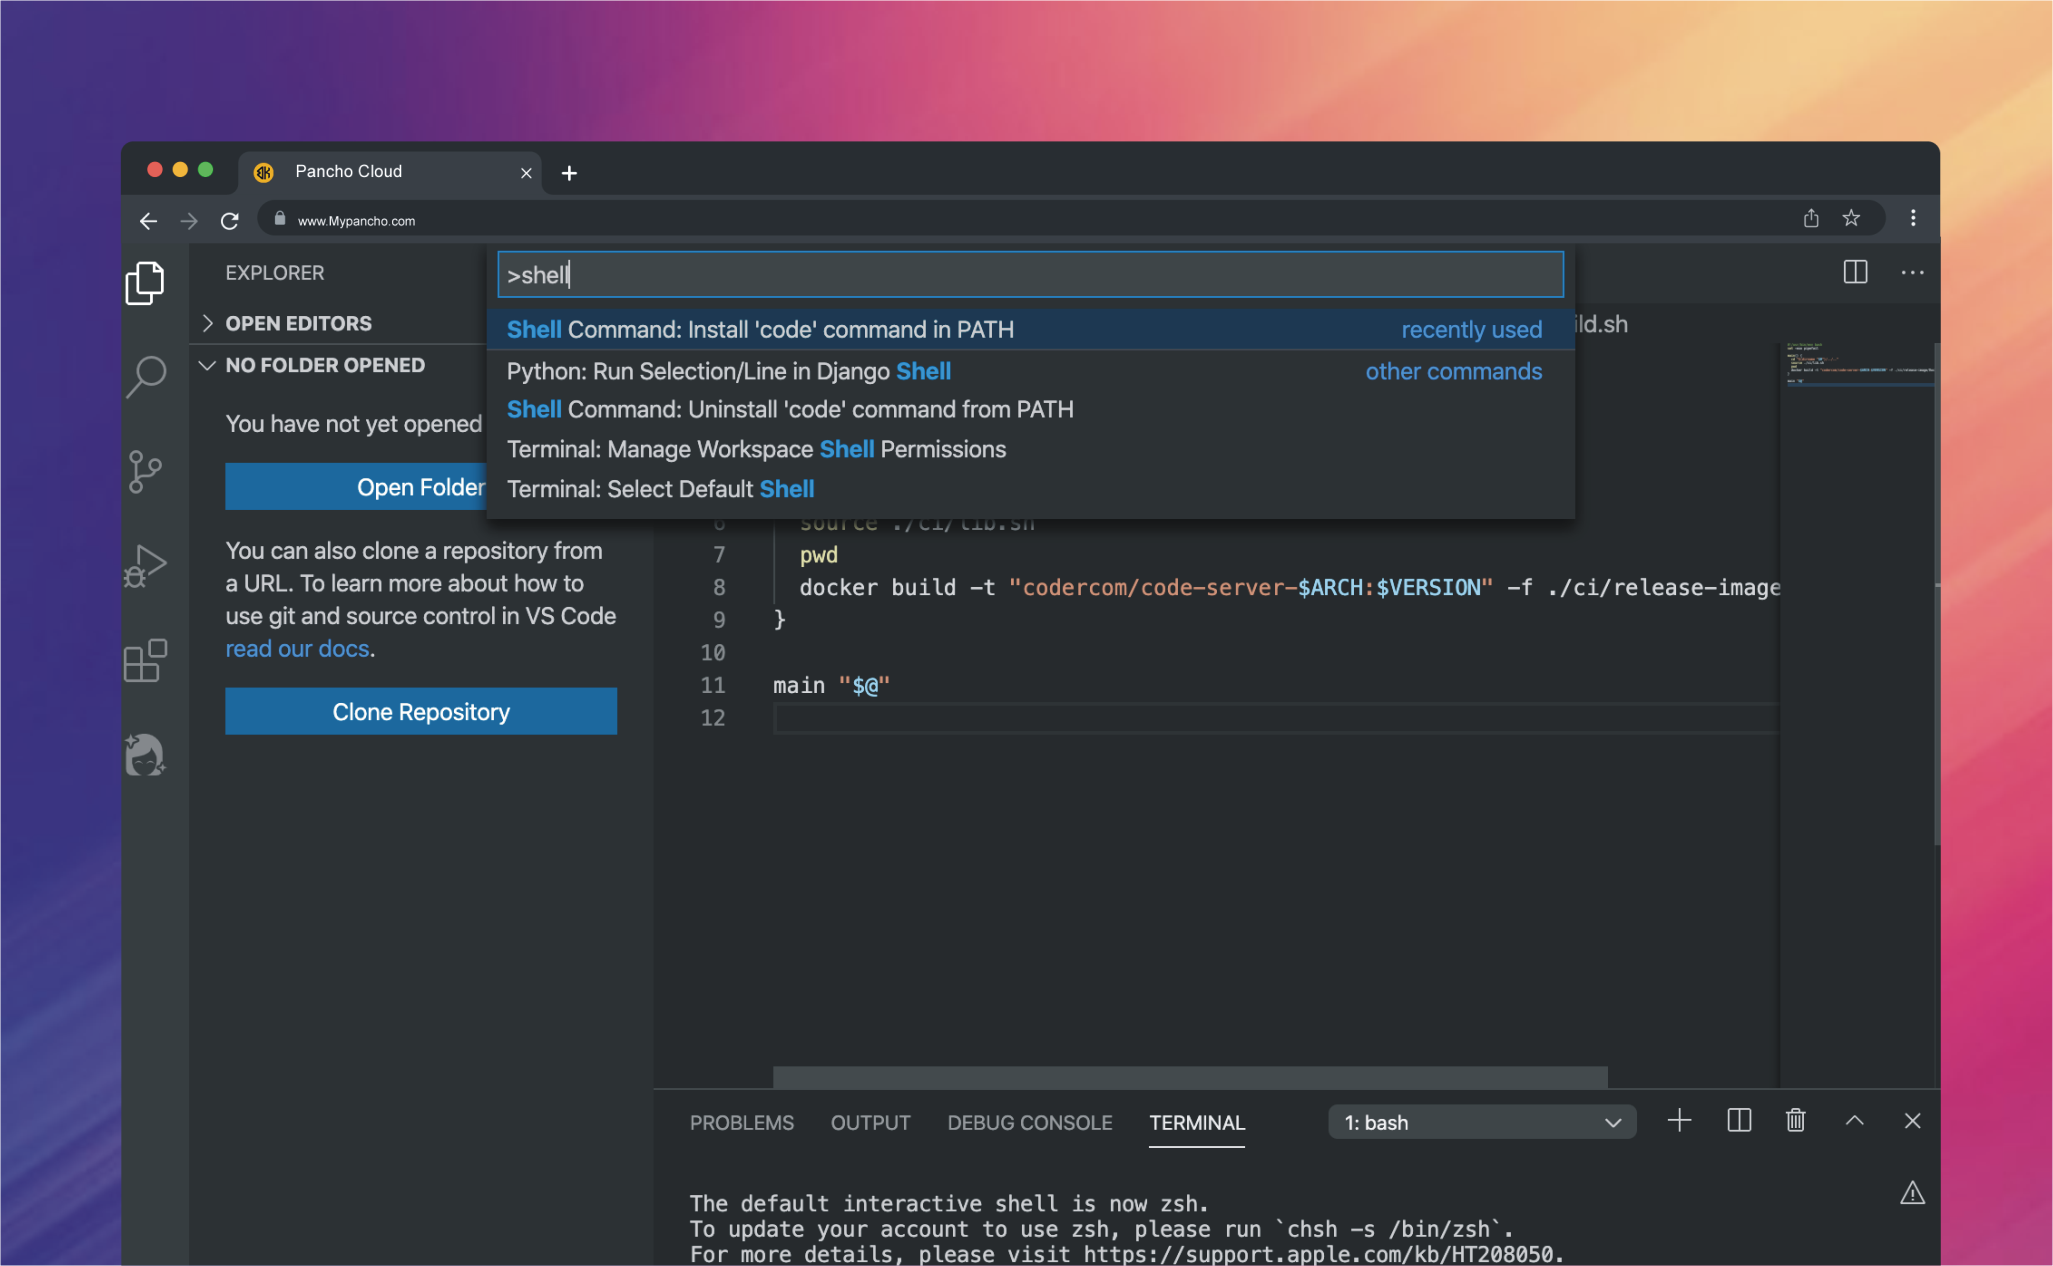 Pancho Cloud
www.Mypancho.com
EXPLORER
>shell
OPEN EDITORS
Shell Command: Install 'code' command in PATH recently used
ild.sh
NO FOLDER OPENED
Python: Run Selection/Line in Django Shell other commands
Shell Command: Uninstall 'code' command from PATH
You have not yet opened
Terminal: Manage Workspace Shell Permissions
Open Folder
Terminal: Select Default Shell
6 source ./ci/lib.sh
You can also clone a repository from
a URL. To learn more about how to
use git and source control in VS Code
read our docs.
Clone Repository
7 pwd
8 docker build -t "codercom/code-server-$ARCH:$VERSION" -f ./ci/release-image
9 }
10
11 main "$@"
12
PROBLEMS OUTPUT DEBUG CONSOLE TERMINAL 1: bash
The default interactive shell is now zsh.
To update your account to use zsh, please run `chsh -s /bin/zsh`.
For more details, please visit https://support.apple.com/kb/HT208050.